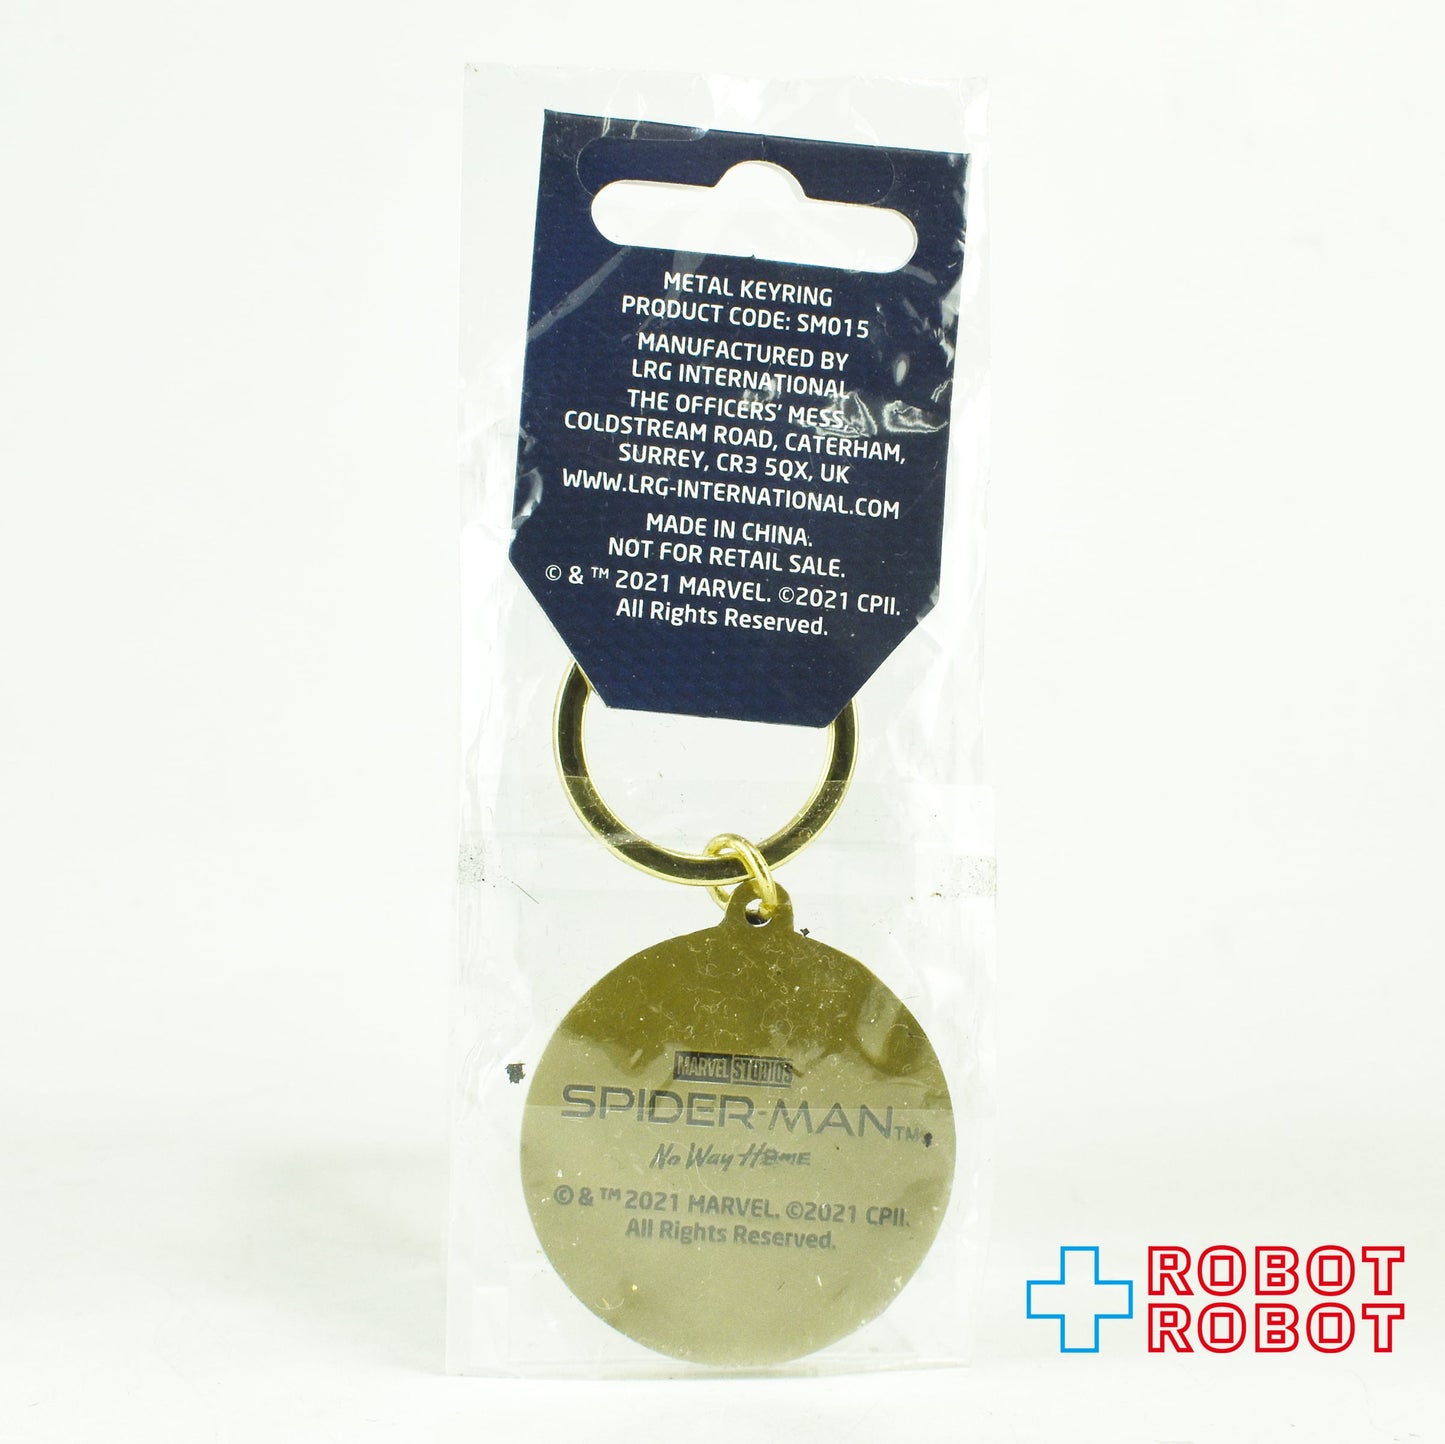 METAL KEYRING
PRODUCT CODE: SM015
MANUFACTURED BY
LRG INTERNATIONAL
THE OFFICERS' MESS,
COLDSTREAM ROAD, CATERHAM,
SURREY, CR3 5QX, UK
WWW.LRG-INTERNATIONAL.COM
MADE IN CHINA.
NOT FOR RETAIL SALE.
© & ™ 2021 MARVEL. ©2021 CPII.
All Rights Reserved.
MARVEL STUDIOS
SPIDER-MAN™
No Way Home
© & ™ 2021 MARVEL. ©2021 CPII.
All Rights Reserved.
ROBOT
ROBOT